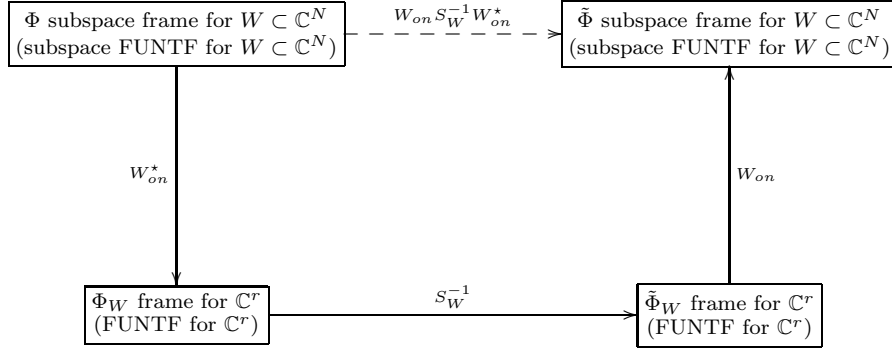 Φ subspace frame for W ⊂ ℂ^N
(subspace FUNTF for W ⊂ ℂ^N)
W_{on} S_W^{-1} W_{on}^⋆
Φ̃ subspace frame for W ⊂ ℂ^N
(subspace FUNTF for W ⊂ ℂ^N)
W_{on}^⋆
W_{on}
Φ_W frame for ℂ^r
(FUNTF for ℂ^r)
S_W^{-1}
Φ̃_W frame for ℂ^r
(FUNTF for ℂ^r)